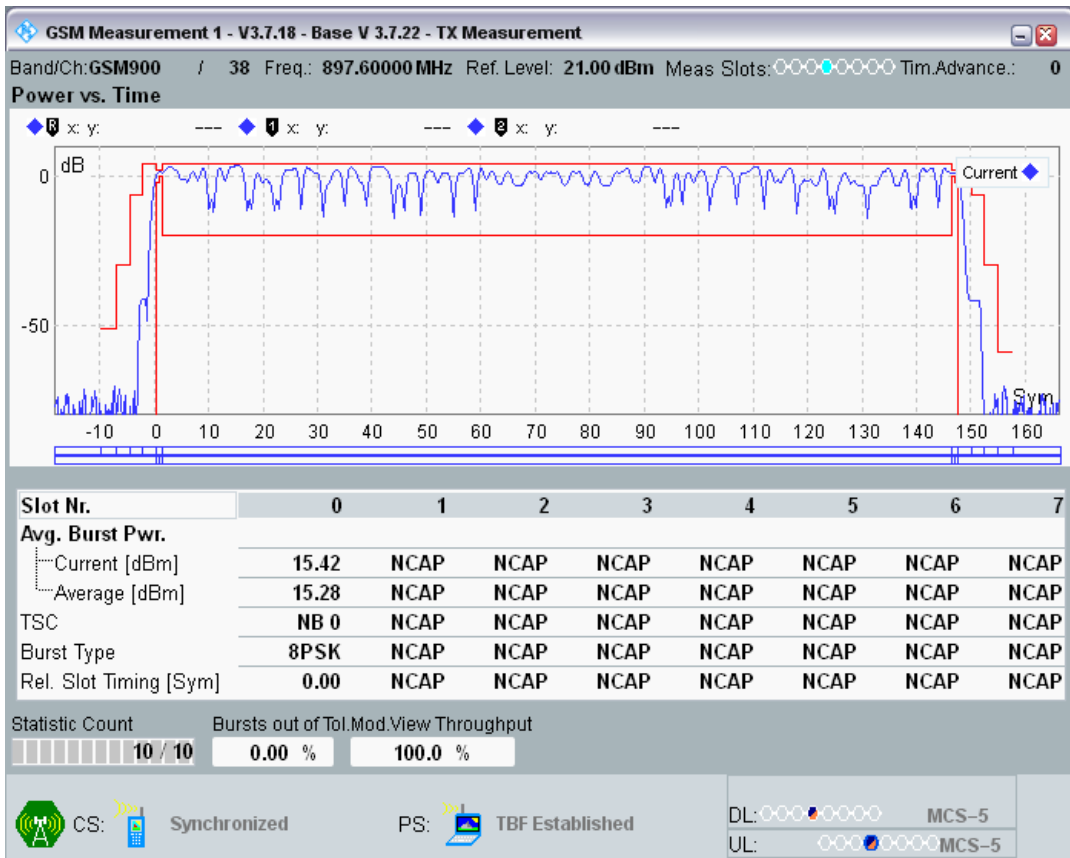 GSM Measurement 1 - V3.7.18 - Base V 3.7.22 - TX Measurement
Band/Ch:GSM900 / 38 Freq.: 897.60000 MHz Ref. Level: 21.00 dBm Meas Slots: Tim.Advance.: 0
Power vs. Time
R x: y: --- 1 x: y: --- 2 x: y: ---
dB
Current
0
-50
Sym
-10 0 10 20 30 40 50 60 70 80 90 100 110 120 130 140 150 160
Slot Nr. 0 1 2 3 4 5 6 7
Avg. Burst Pwr.
Current [dBm] 15.42 NCAP NCAP NCAP NCAP NCAP NCAP NCAP
Average [dBm] 15.28 NCAP NCAP NCAP NCAP NCAP NCAP NCAP
TSC NB 0 NCAP NCAP NCAP NCAP NCAP NCAP NCAP
Burst Type 8PSK NCAP NCAP NCAP NCAP NCAP NCAP NCAP
Rel. Slot Timing [Sym] 0.00 NCAP NCAP NCAP NCAP NCAP NCAP NCAP
Statistic Count Bursts out of Tol.Mod.View Throughput
10 / 10 0.00 % 100.0 %
CS: Synchronized PS: TBF Established DL: MCS-5
UL: MCS-5